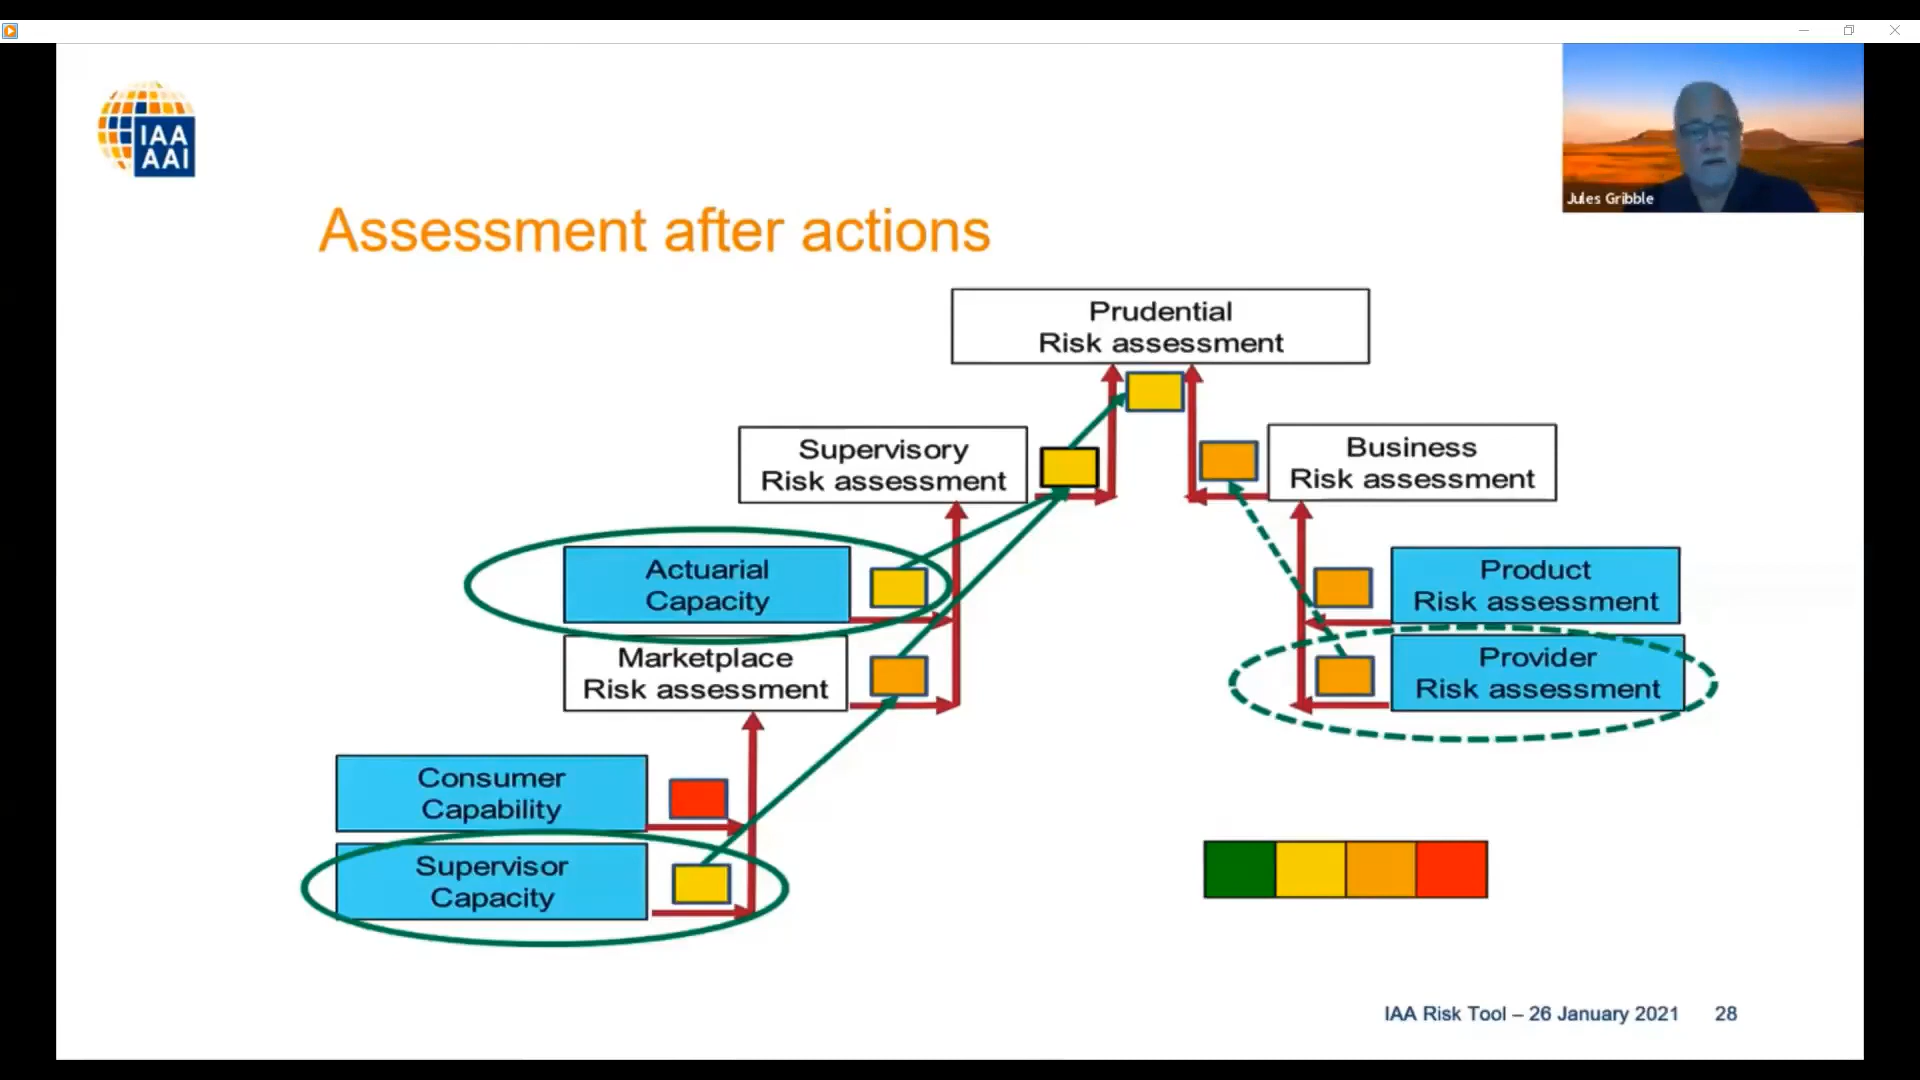 IAA
AAI
Jules Gribble
Assessment after actions
Prudential
Risk assessment
Supervisory
Risk assessment
Business
Risk assessment
Actuarial
Capacity
Product
Risk assessment
Marketplace
Risk assessment
Provider
Risk assessment
Consumer
Capability
Supervisor
Capacity
IAA Risk Tool – 26 January 2021 28